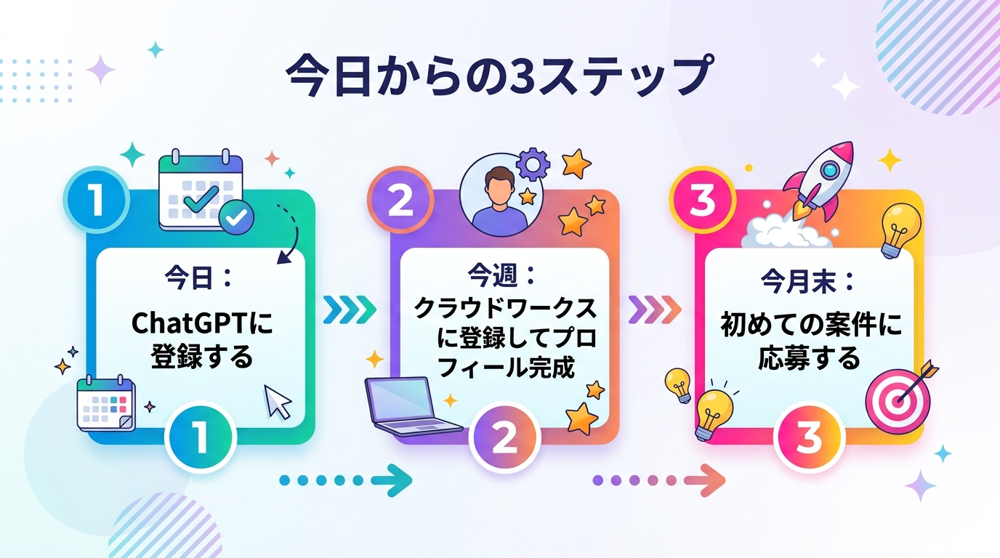 今日からの3ステップ
1
今日：
ChatGPTに
登録する
1
2
今週：
クラウドワークス
に登録してプロ
フィール完成
2
3
今月末：
初めての案件に
応募する
3